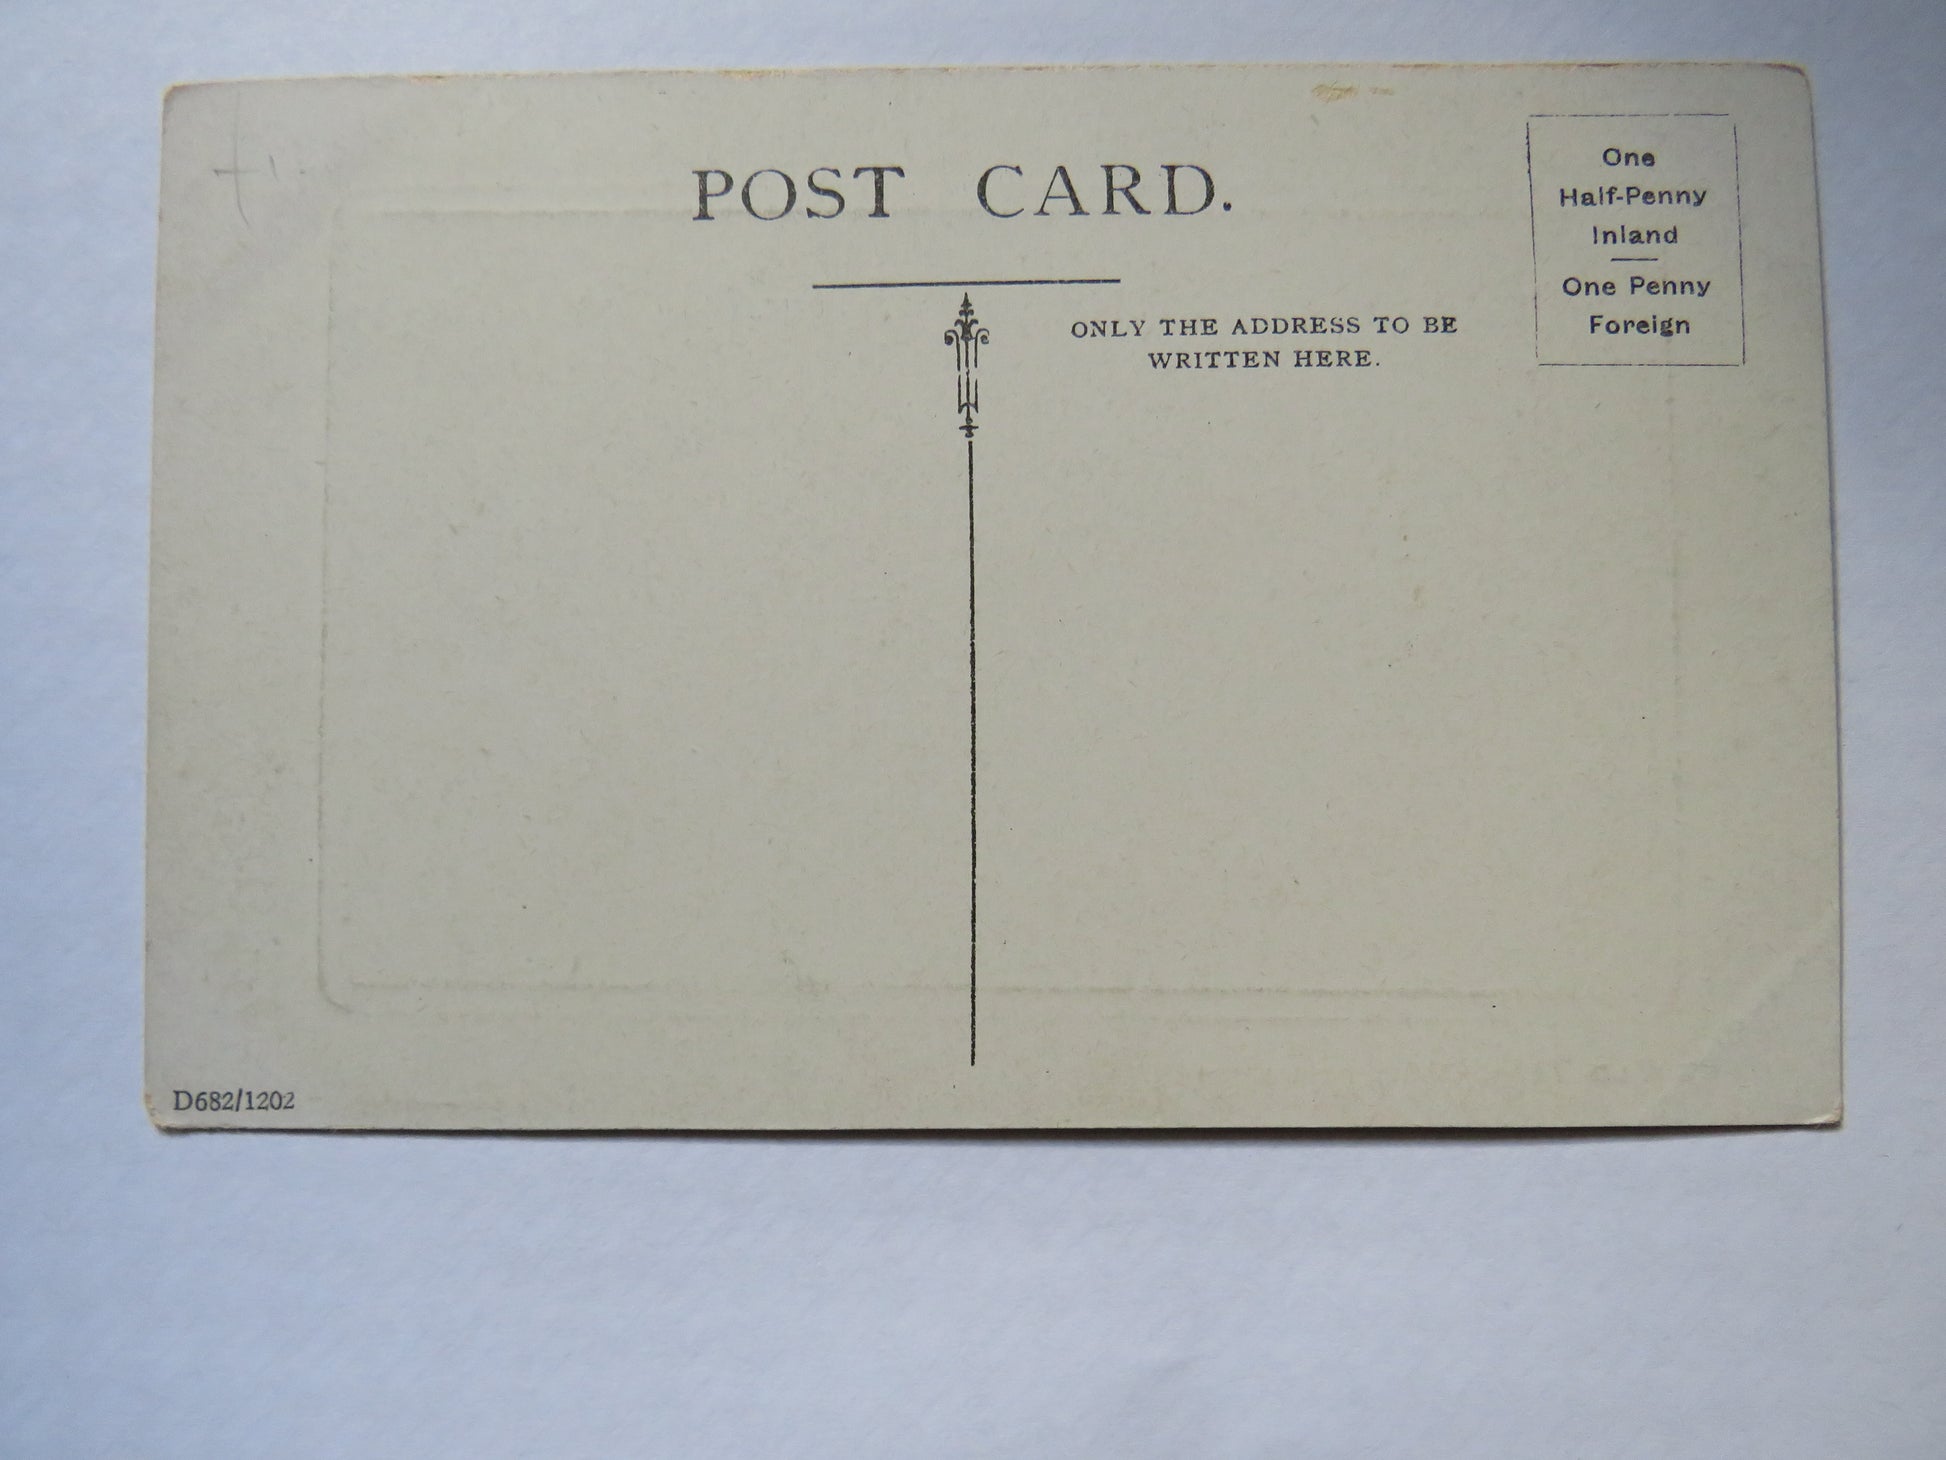 POST CARD.
One
Half-Penny
Inland
One Penny
Foreign
ONLY THE ADDRESS TO BE
WRITTEN HERE.
D682/1202